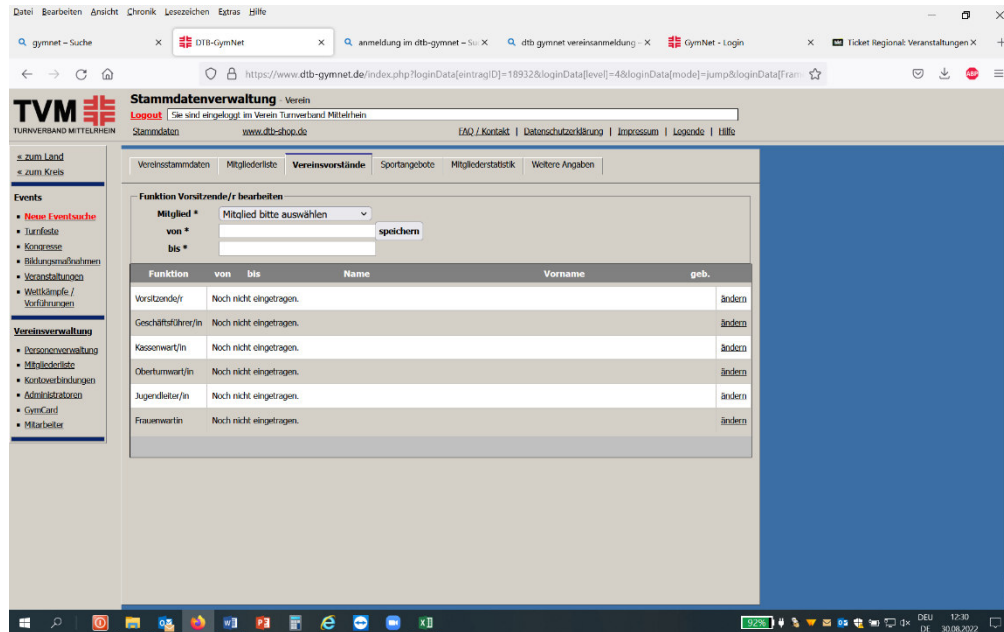 Datei Bearbeiten Ansicht Chronik Lesezeichen Extras Hilfe
gymnet – Suche
DTB-GymNet
anmeldung im dtb-gymnet – Su
dtb gymnet vereinsanmeldung –
GymNet - Login
Ticket Regional: Veranstaltungen
https://www.dtb-gymnet.de/index.php?loginData[eintragID]=18932&loginData[level]=4&loginData[mode]=jump&loginData[Fram
ABP
TVM
TURNVERBAND MITTELRHEIN
Stammdatenverwaltung - Verein
Logout Sie sind eingeloggt im Verein Turnverband Mittelrhein
Stammdaten www.dtb-shop.de FAQ / Kontakt | Datenschutzerklärung | Impressum | Legende | Hilfe
« zum Land
« zum Kreis
Events
Neue Eventsuche
Turnfeste
Kongresse
Bildungsmaßnahmen
Veranstaltungen
Wettkämpfe /
Vorführungen
Vereinsverwaltung
Personenverwaltung
Mitgliederliste
Kontoverbindungen
Administratoren
GymCard
Mitarbeiter
Vereinsstammdaten Mitgliederliste Vereinsvorstände Sportangebote Mitgliederstatistik Weitere Angaben
Funktion Vorsitzende/r bearbeiten
Mitglied * Mitglied bitte auswählen
von * speichern
bis *
Funktion von bis Name Vorname geb.
Vorsitzende/r Noch nicht eingetragen. ändern
Geschäftsführer/in Noch nicht eingetragen. ändern
Kassenwart/in Noch nicht eingetragen. ändern
Oberturnwart/in Noch nicht eingetragen. ändern
Jugendleiter/in Noch nicht eingetragen. ändern
Frauenwartin Noch nicht eingetragen. ändern
92% DEU 12:30
DE 30.08.2022